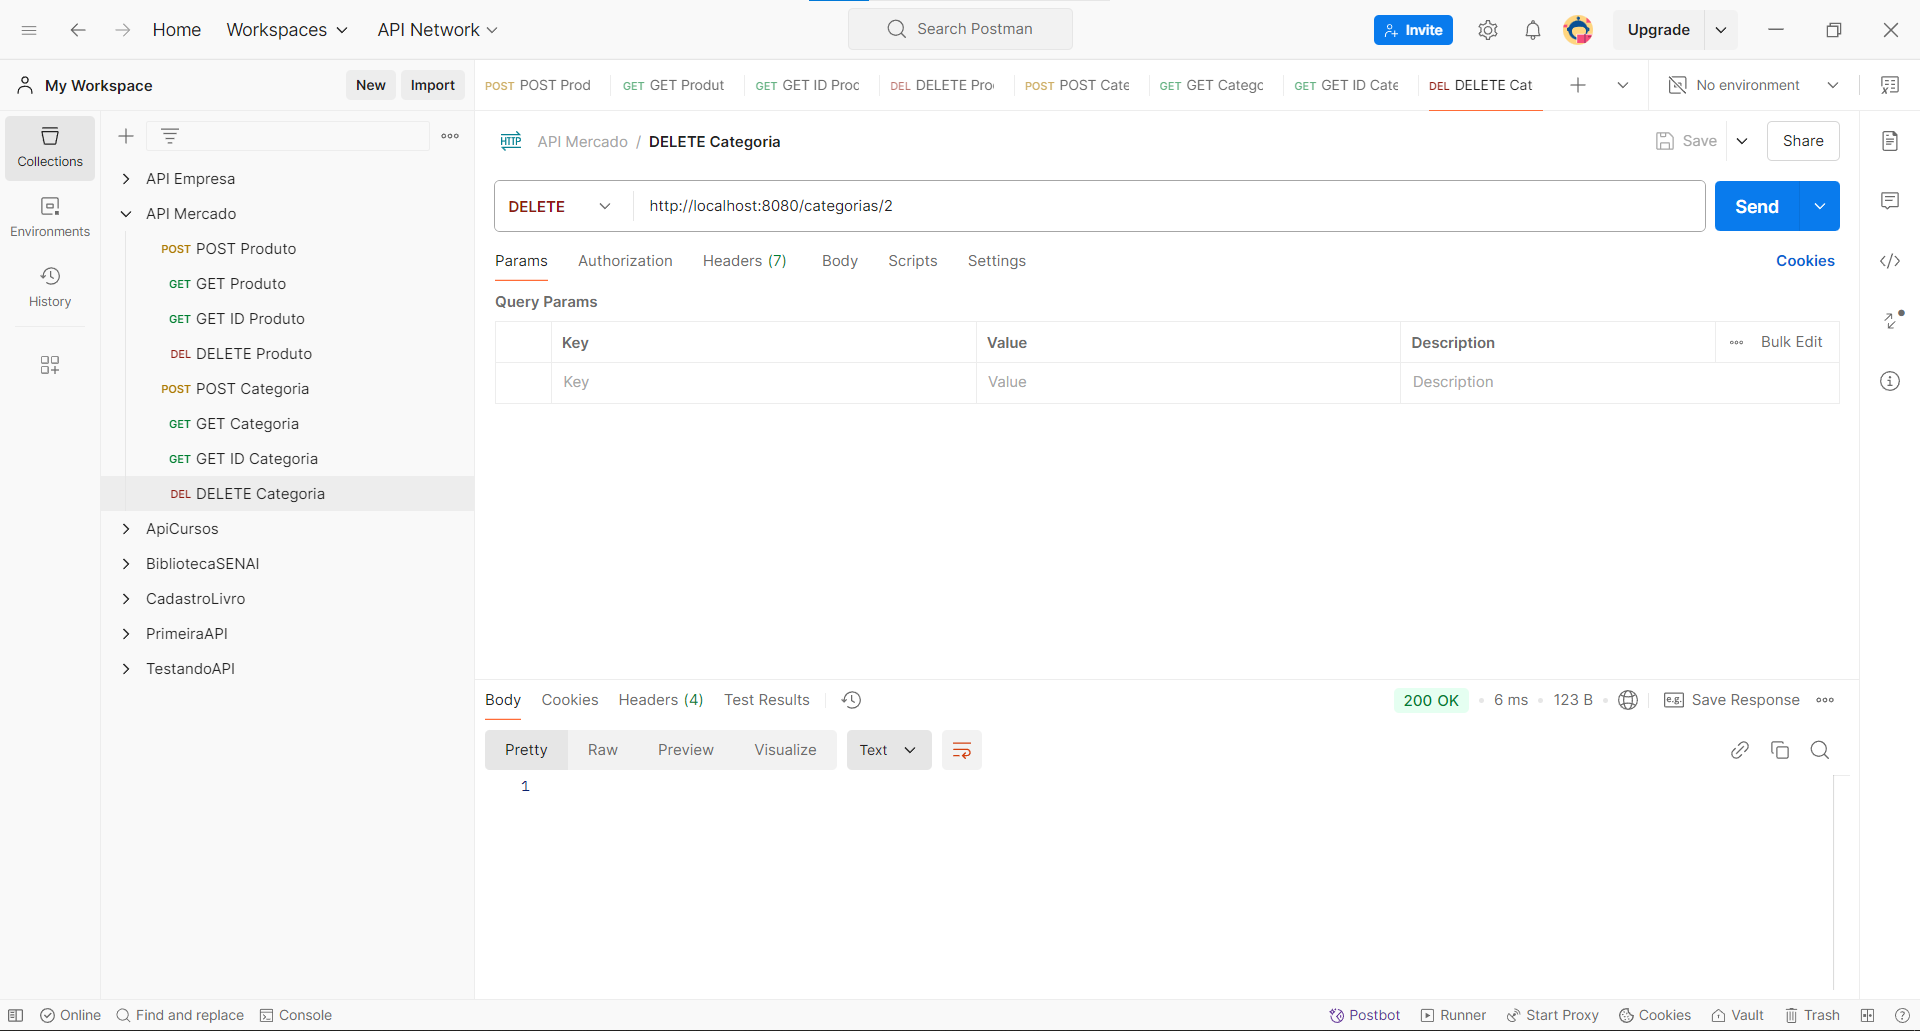 Home Workspaces API Network Search Postman Invite Upgrade
My Workspace New Import
POST POST Prod GET GET Produt GET GET ID Proc DEL DELETE Pro POST POST Cate GET GET Catego GET GET ID Cate DEL DELETE Cat No environment
Collections
Environments
History
API Empresa
API Mercado
POST POST Produto
GET GET Produto
GET GET ID Produto
DEL DELETE Produto
POST POST Categoria
GET GET Categoria
GET GET ID Categoria
DEL DELETE Categoria
ApiCursos
BibliotecaSENAI
CadastroLivro
PrimeiraAPI
TestandoAPI
HTTP API Mercado / DELETE Categoria Save Share
DELETE http://localhost:8080/categorias/2 Send
Params Authorization Headers (7) Body Scripts Settings Cookies
Query Params
Key Value Description Bulk Edit
Key Value Description
Body Cookies Headers (4) Test Results 200 OK 6 ms 123 B e.g. Save Response
Pretty Raw Preview Visualize Text
1
Online Find and replace Console Postbot Runner Start Proxy Cookies Vault Trash